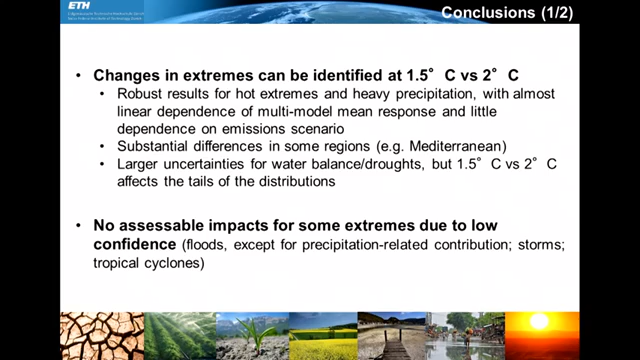 ETH
Conclusions (1/2)
• Changes in extremes can be identified at 1.5° C vs 2° C
• Robust results for hot extremes and heavy precipitation, with almost
linear dependence of multi-model mean response and little
dependence on emissions scenario
• Substantial differences in some regions (e.g. Mediterranean)
• Larger uncertainties for water balance/droughts, but 1.5° C vs 2° C
affects the tails of the distributions
• No assessable impacts for some extremes due to low
confidence (floods, except for precipitation-related contribution; storms;
tropical cyclones)